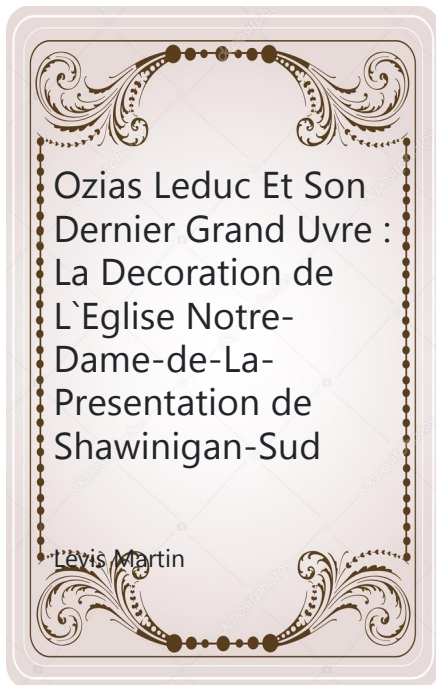 Ozias Leduc Et Son
Dernier Grand Uvre :
La Decoration de
L`Eglise Notre-
Dame-de-La-
Presentation de
Shawinigan-Sud
Levis Martin